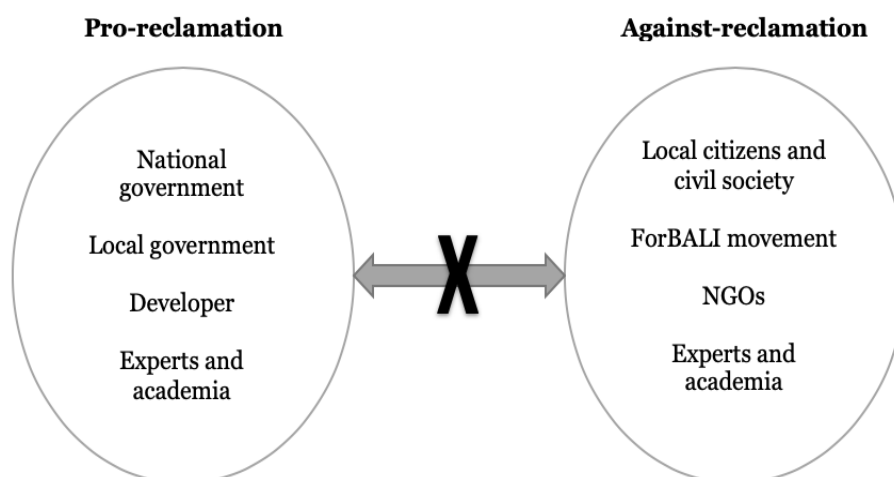 Pro-reclamation
National
government
Local government
Developer
Experts and
academia
X
Against-reclamation
Local citizens and
civil society
ForBALI movement
NGOs
Experts and
academia